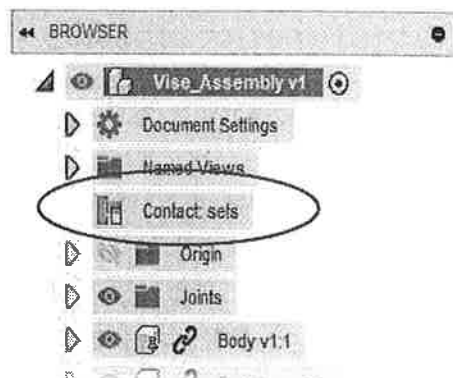 BROWSER
Vise_Assembly v1
Document Settings
Named Views
Contact: sets
Origin
Joints
Body v1:1